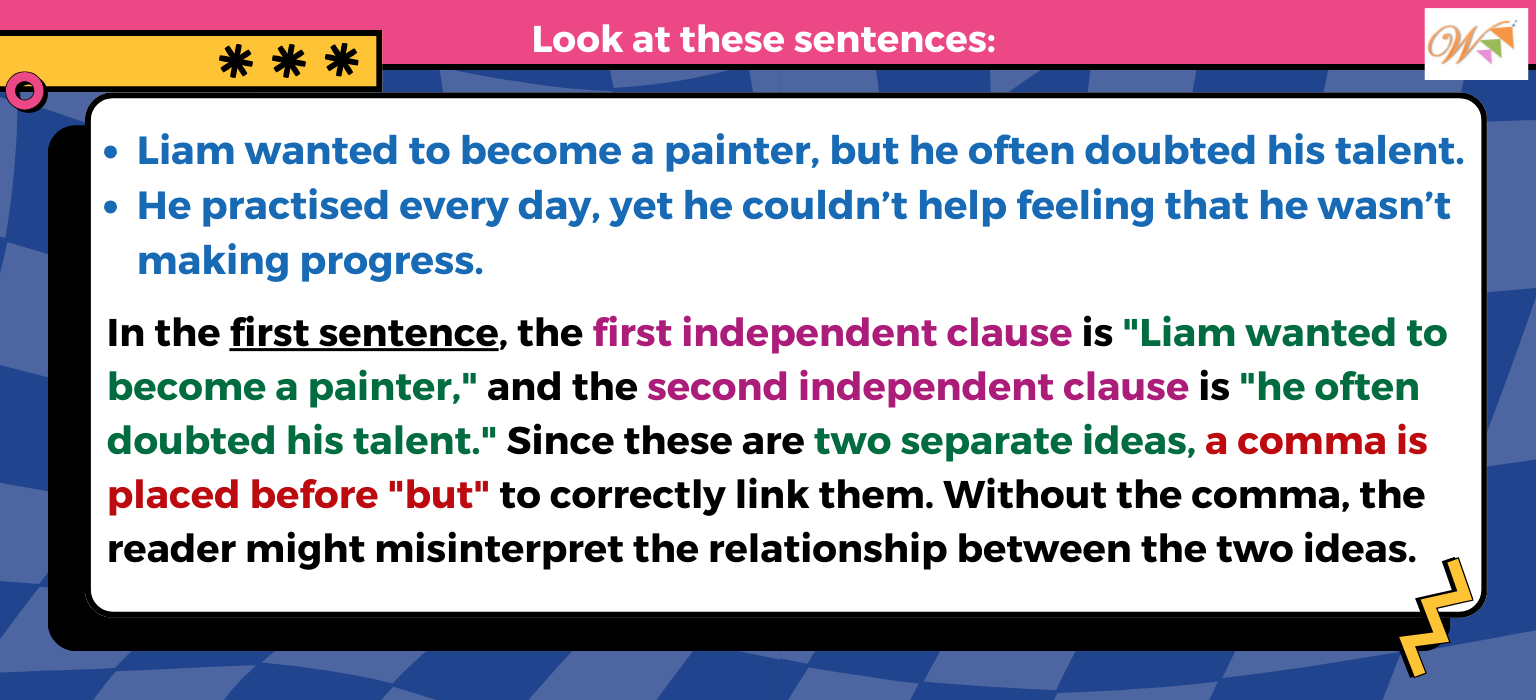 Look at these sentences:
W
• Liam wanted to become a painter, but he often doubted his talent.
• He practised every day, yet he couldn’t help feeling that he wasn’t
making progress.
In the first sentence, the first independent clause is "Liam wanted to
become a painter," and the second independent clause is "he often
doubted his talent." Since these are two separate ideas, a comma is
placed before "but" to correctly link them. Without the comma, the
reader might misinterpret the relationship between the two ideas.